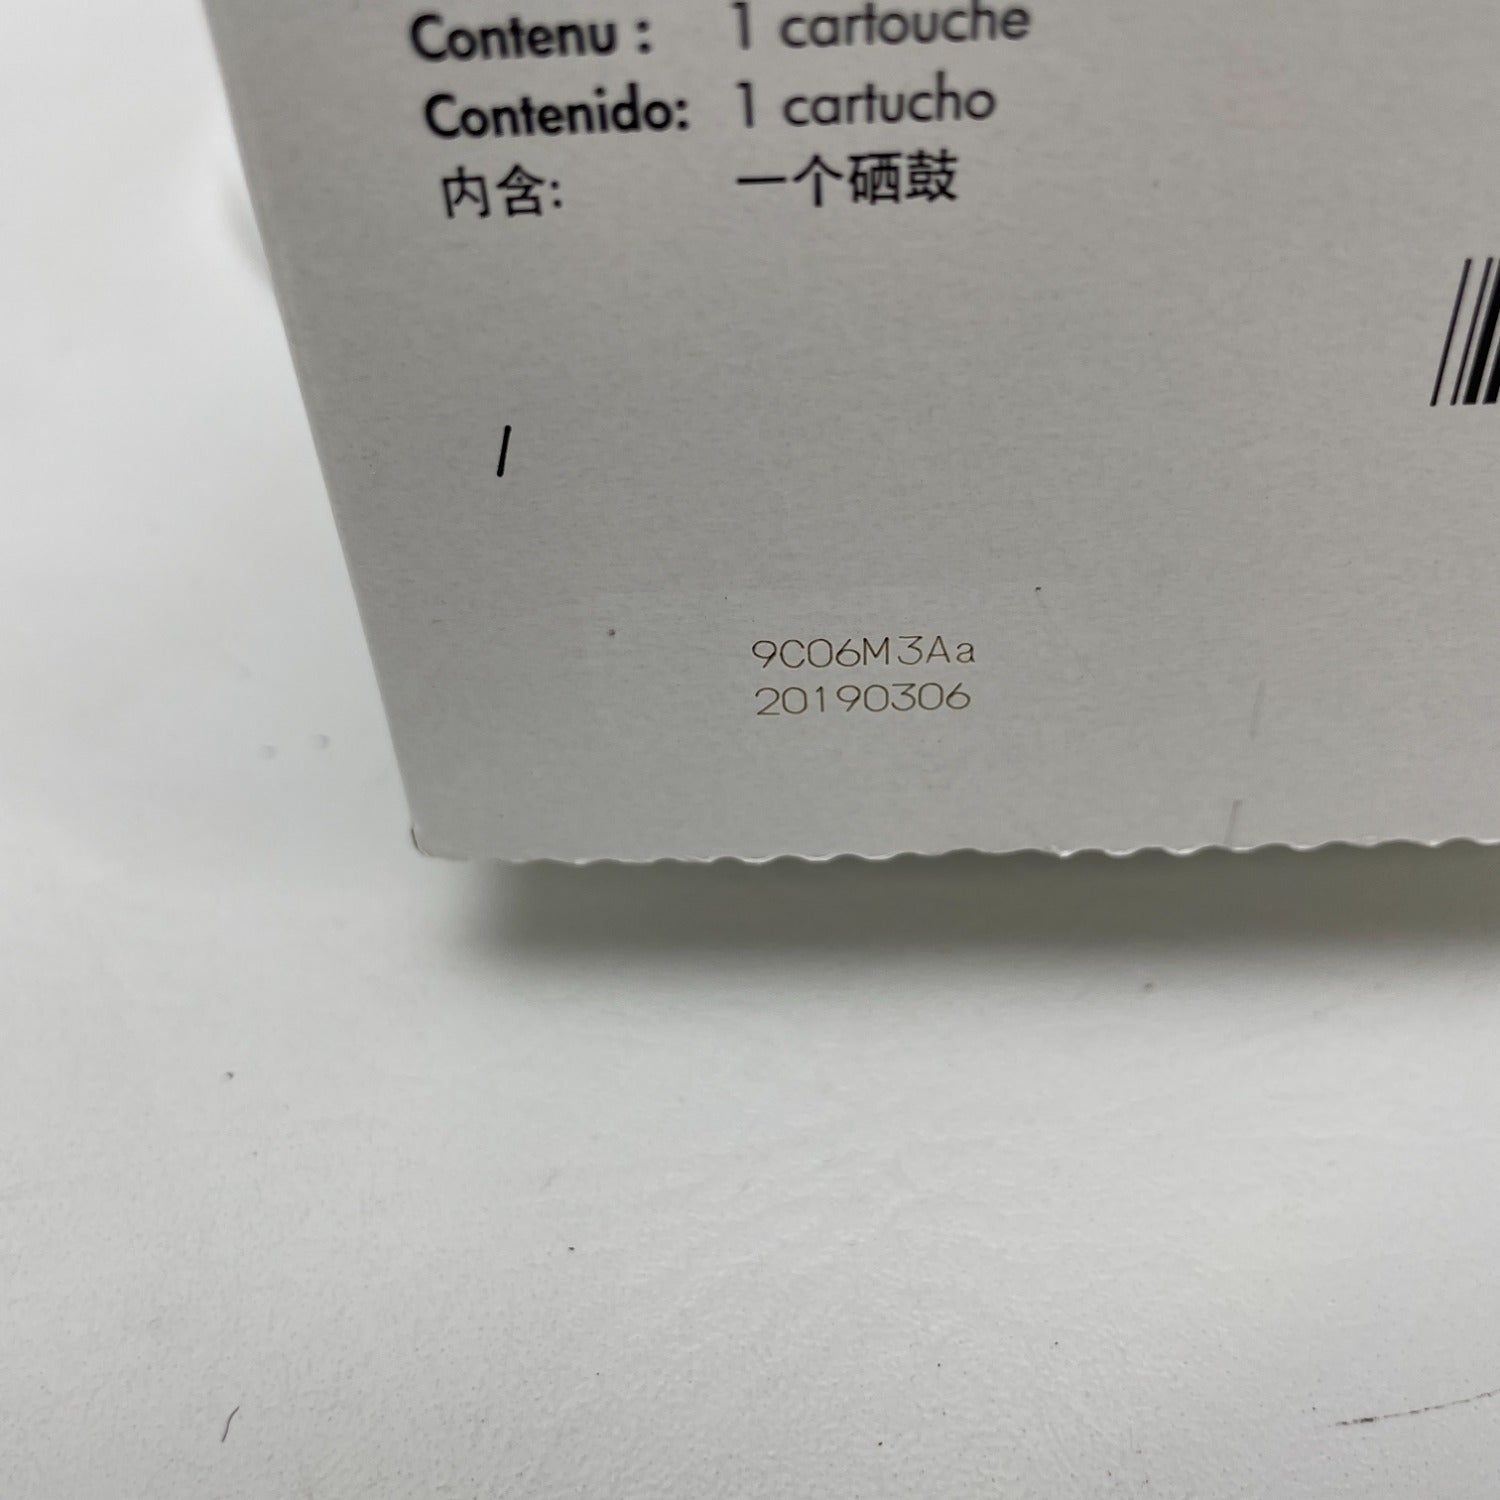 Contenu : 1 cartouche
Contenido: 1 cartucho
内含: 一个硒鼓
/
9C06M3Aa
20190306